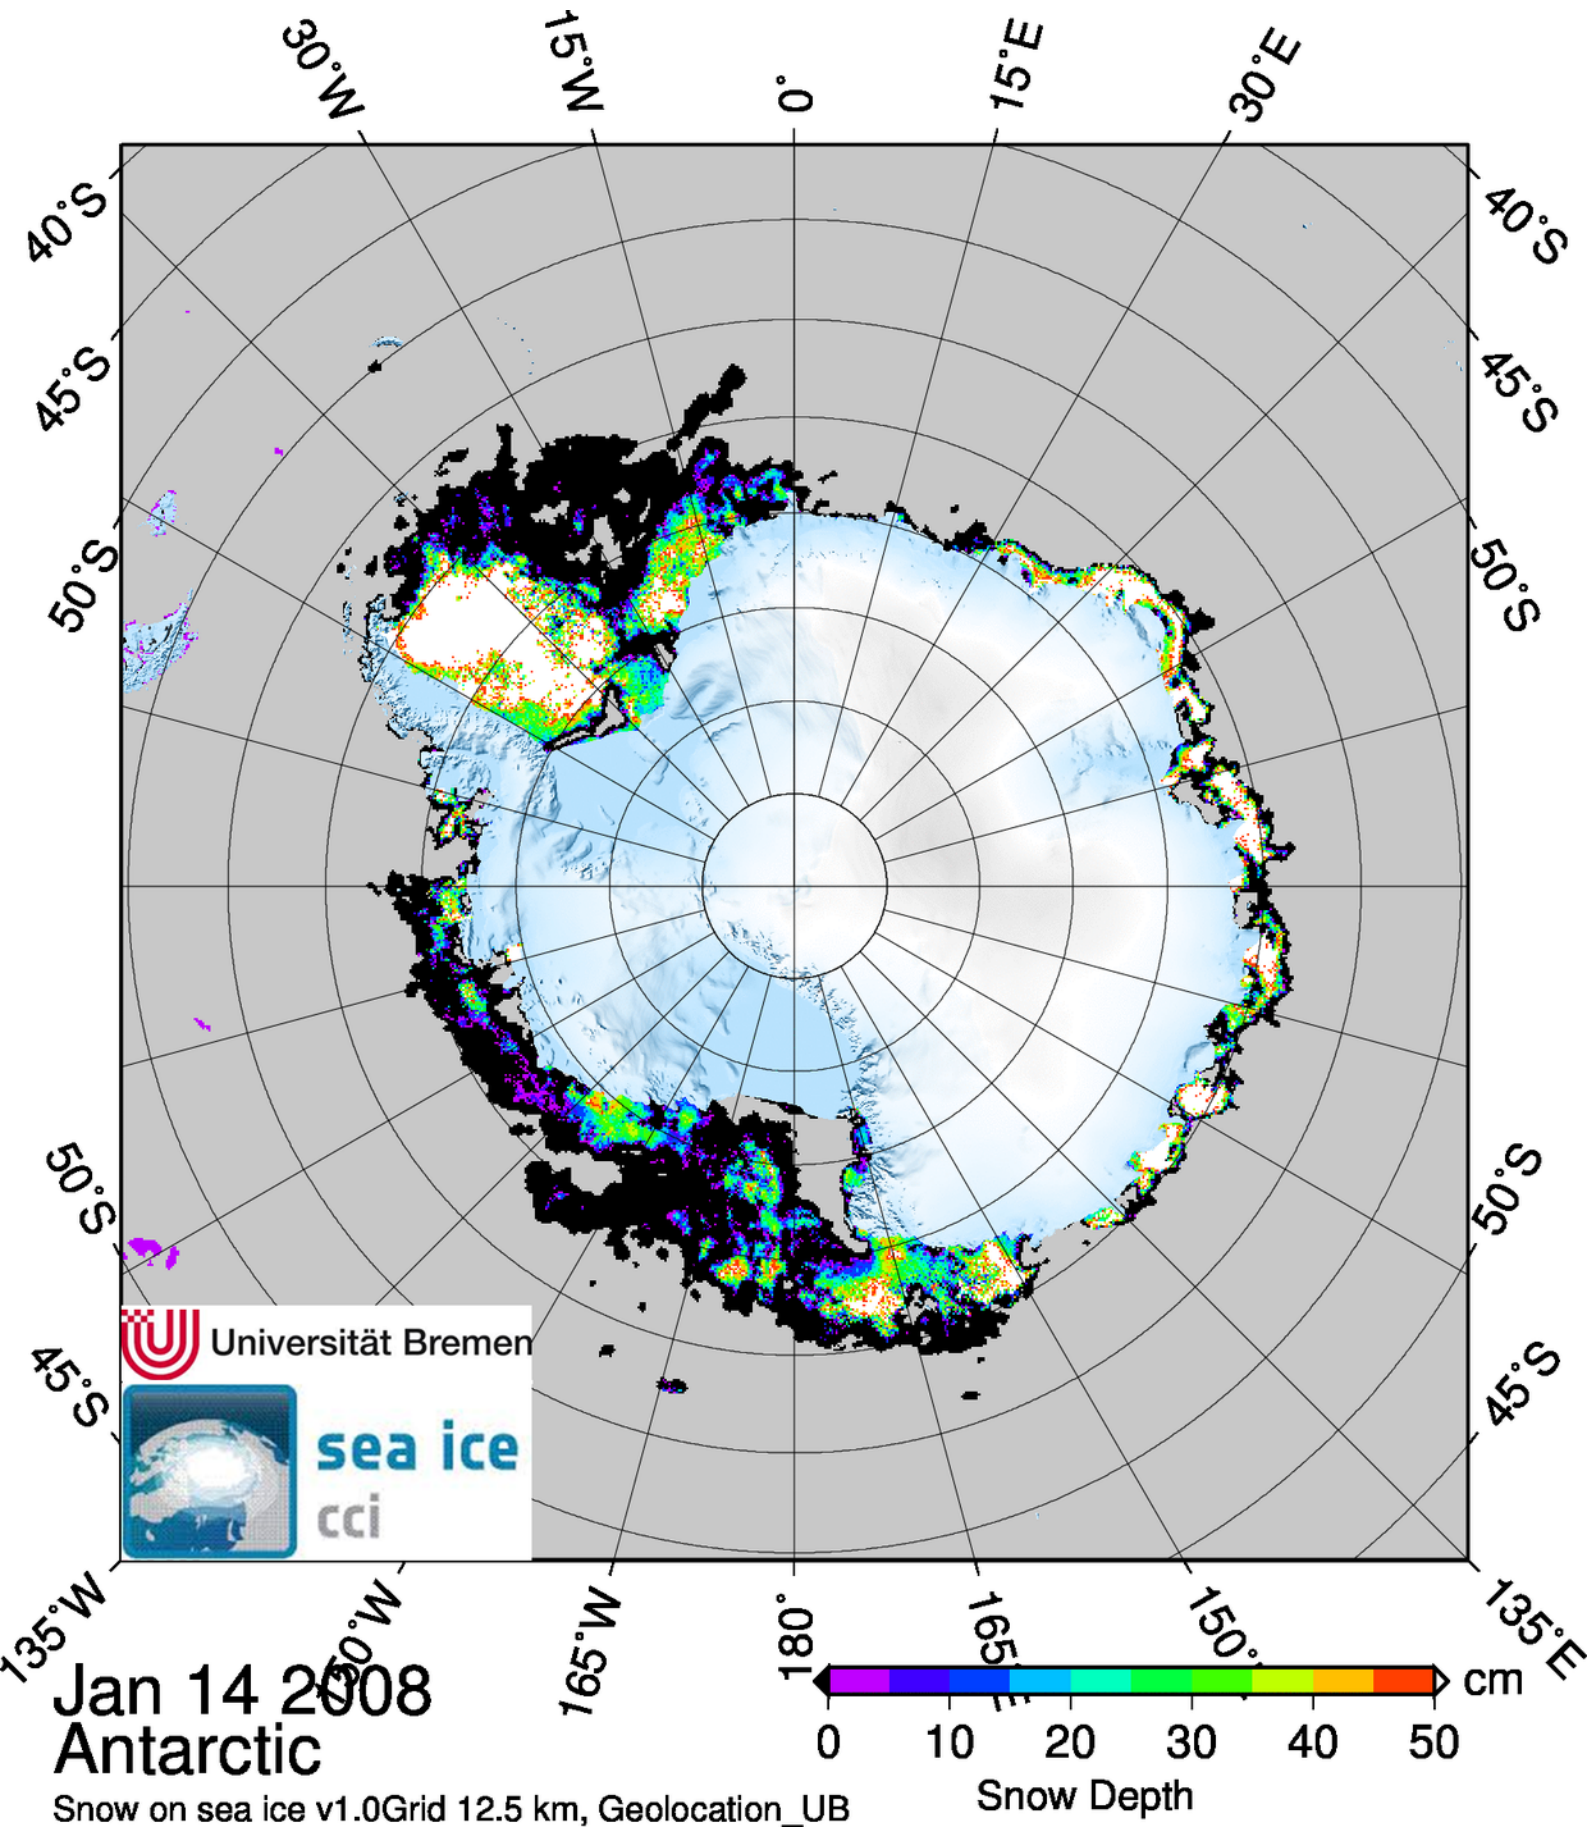 30°W 15°W 0° 15°E 30°E
40°S 40°S
45°S 45°S
50°S 50°S
50°S 50°S
45°S 45°S
Universität Bremen
sea ice
cci
135°W 150°W 165°W 180° 165°E 150° 135°E
Jan 14 2008
Antarctic
Snow on sea ice v1.0Grid 12.5 km, Geolocation_UB
cm
0 10 20 30 40 50
Snow Depth